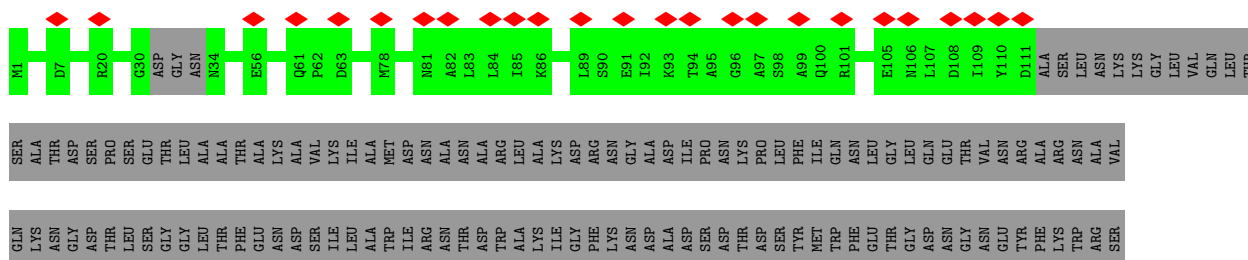 M1 D7 R20 G30 ASP GLY ASN N34 E56 Q61 P62 D63 M78 N81 A82 L83 L84 I85 K86 L89 S90 E91 I92 K93 T94 A95 G96 A97 S98 A99 Q100 R101 E105 N106 L107 D108 I109 Y110 D111 ALA SER LEU ASN LYS LYS GLY LEU VAL GLN LEU THR
SER ALA THR ASP SER PRO SER GLU THR LEU ALA ALA THR ALA LYS ALA VAL LYS ILE ALA MET ASP ASN ALA ASN ALA ARG LEU ALA LYS ASP ARG ASN GLY ALA ASP ILE PRO ASN LYS PRO LEU PHE ILE GLN ASN LEU GLY LEU GLN GLU THR VAL ASN ARG ALA ARG ASN ALA VAL
GLN LYS ASN GLY ASP THR LEU SER GLY GLY LEU THR PHE GLU ASN ASP SER ILE LEU ALA TRP ILE ARG ASN THR ASP TRP ALA LYS ILE GLY PHE LYS ASN ASP ALA ASP SER ASP THR ASP SER TYR MET TRP PHE GLU THR GLY ASP ASN GLY ASN GLU TYR PHE LYS TRP ARG SER